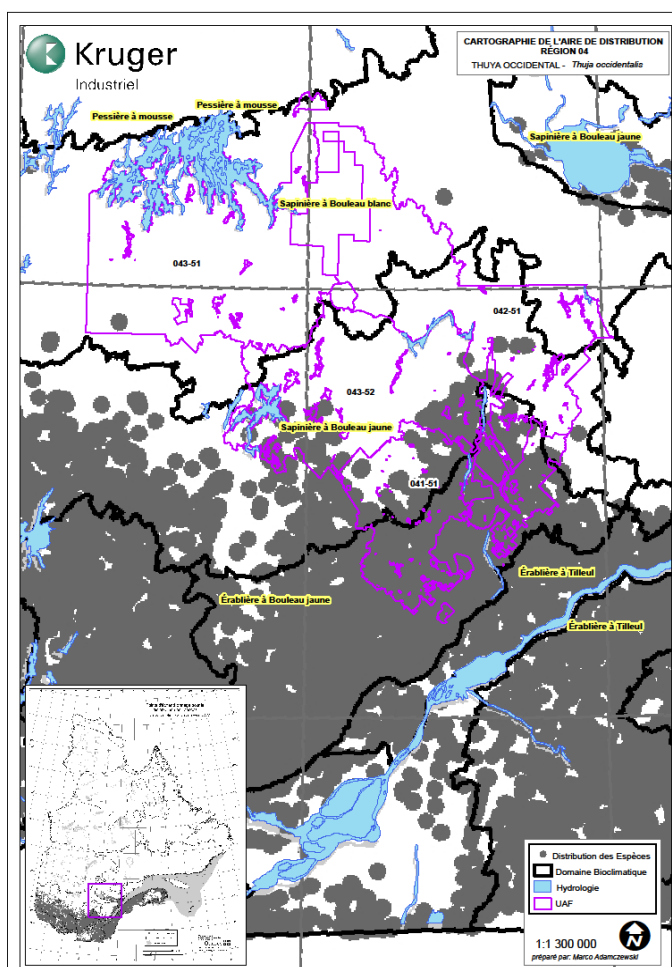 Kruger
Industriel
CARTOGRAPHIE DE L'AIRE DE DISTRIBUTION
RÉGION 04
THUYA OCCIDENTAL - Thuja occidentalis
Pessière à mousse
Pessière à mousse
Sapinière à Bouleau jaune
Sapinière à Bouleau blanc
043-51
042-51
043-52
Sapinière à Bouleau jaune
041-51
Érablière à Tilleul
Érablière à Bouleau jaune
Érablière à Tilleul
Distribution des Espèces
Domaine Bioclimatique
Hydrologie
UAF
1:1 300 000
préparé par: Marco Adamczewski
N